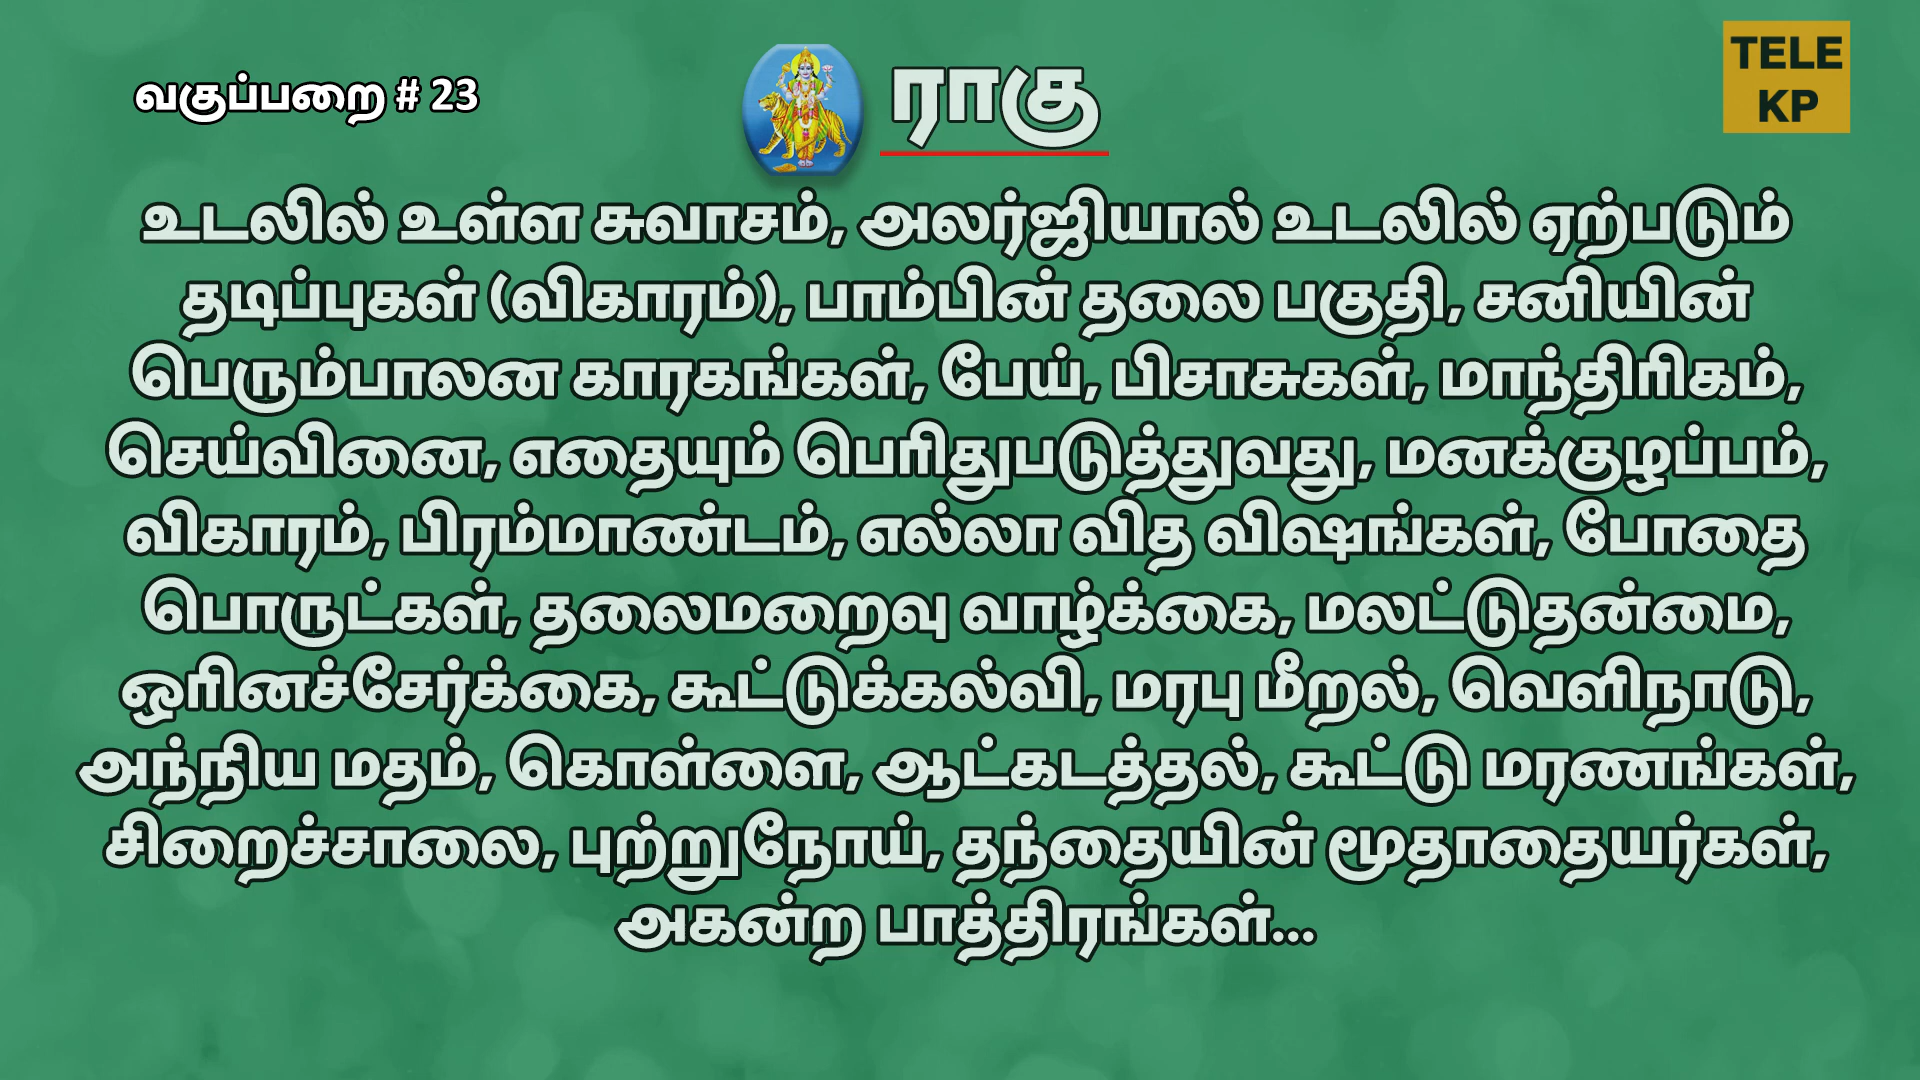 வகுப்பறை # 23
ராகு
TELE
KP
உடலில் உள்ள சுவாசம், அலர்ஜியால் உடலில் ஏற்படும்
தடிப்புகள் (விகாரம்), பாம்பின் தலை பகுதி, சனியின்
பெரும்பாலன காரகங்கள், பேய், பிசாசுகள், மாந்திரிகம்,
செய்வினை, எதையும் பெரிதுபடுத்துவது, மனக்குழப்பம்,
விகாரம், பிரம்மாண்டம், எல்லா வித விஷங்கள், போதை
பொருட்கள், தலைமறைவு வாழ்க்கை, மலட்டுதன்மை,
ஒரினச்சேர்க்கை, கூட்டுக்கல்வி, மரபு மீறல், வெளிநாடு,
அந்நிய மதம், கொள்ளை, ஆட்கடத்தல், கூட்டு மரணங்கள்,
சிறைச்சாலை, புற்றுநோய், தந்தையின் மூதாதையர்கள்,
அகன்ற பாத்திரங்கள்...